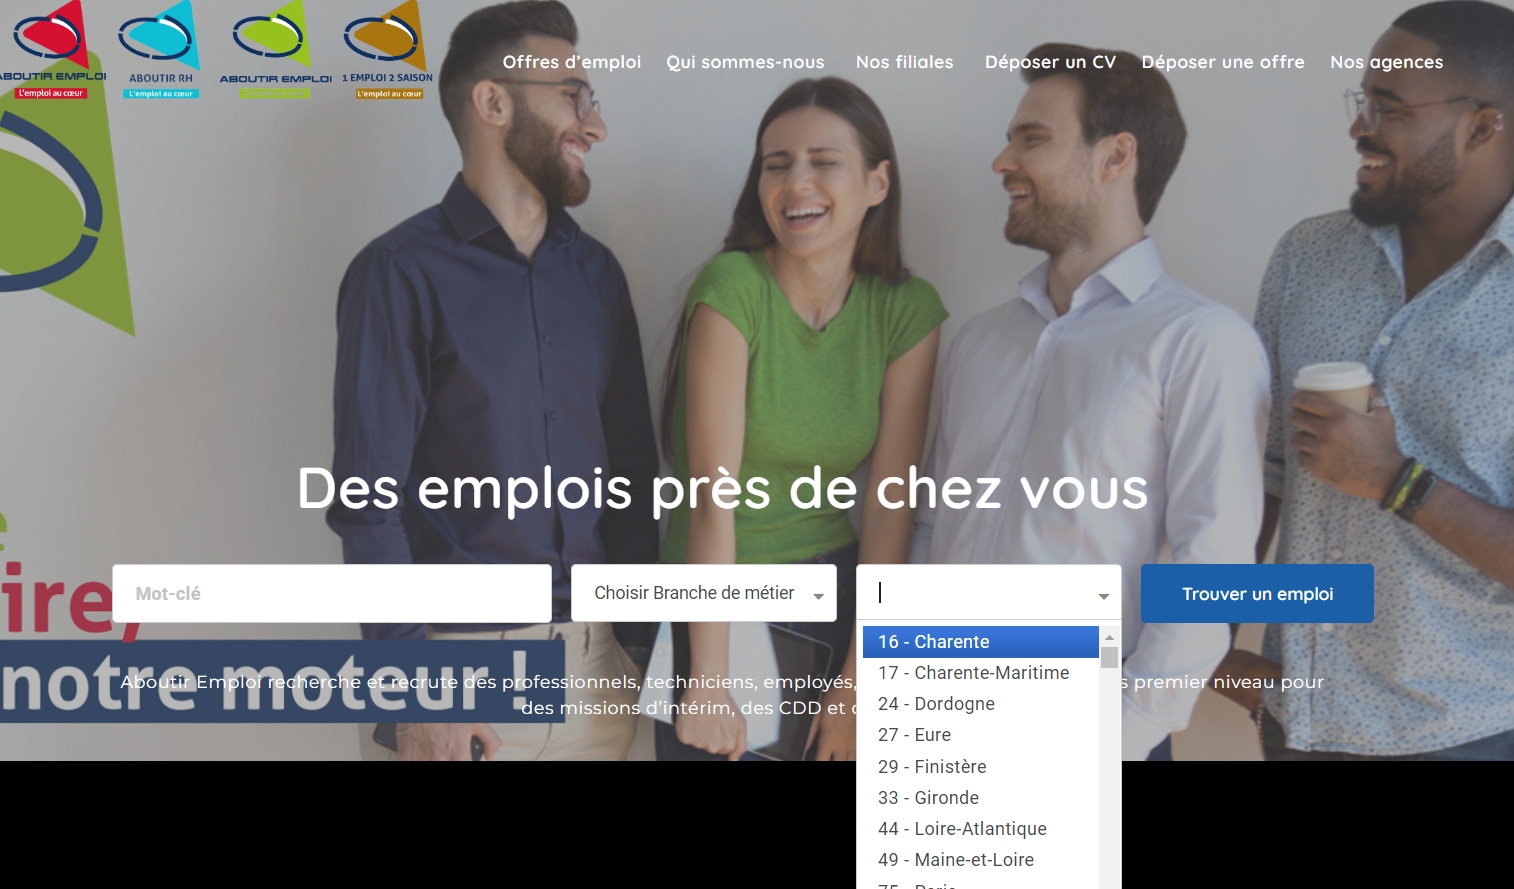 ABOUTIR EMPLOI
L'emploi au cœur
ABOUTIR RH
L'emploi au cœur
ABOUTIR EMPLOI
1 EMPLOI 2 SAISON
L'emploi au cœur
Offres d'emploi
Qui sommes-nous
Nos filiales
Déposer un CV
Déposer une offre
Nos agences
Des emplois près de chez vous
Mot-clé
Choisir Branche de métier
Trouver un emploi
ire,
notre moteur !
Aboutir Emploi recherche et recrute des professionnels, techniciens, employés,
s premier niveau pour
des missions d'intérim, des CDD et
16 - Charente
17 - Charente-Maritime
24 - Dordogne
27 - Eure
29 - Finistère
33 - Gironde
44 - Loire-Atlantique
49 - Maine-et-Loire
75 - Paris